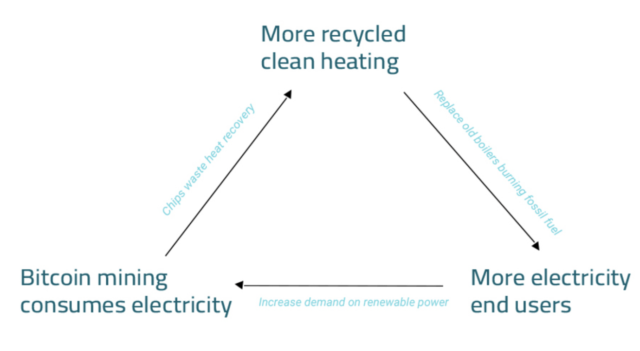 More recycled
clean heating
Chips waste heat recovery
Replace old boilers burning fossil fuel
Bitcoin mining
consumes electricity
Increase demand on renewable power
More electricity
end users